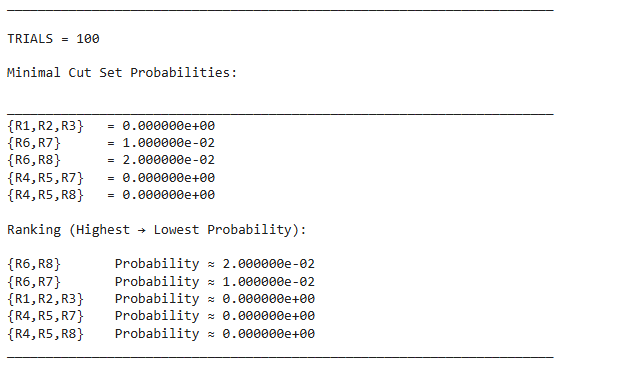 TRIALS = 100
Minimal Cut Set Probabilities:
{R1,R2,R3} = 0.000000e+00
{R6,R7} = 1.000000e-02
{R6,R8} = 2.000000e-02
{R4,R5,R7} = 0.000000e+00
{R4,R5,R8} = 0.000000e+00
Ranking (Highest → Lowest Probability):
{R6,R8} Probability ≈ 2.000000e-02
{R6,R7} Probability ≈ 1.000000e-02
{R1,R2,R3} Probability ≈ 0.000000e+00
{R4,R5,R7} Probability ≈ 0.000000e+00
{R4,R5,R8} Probability ≈ 0.000000e+00